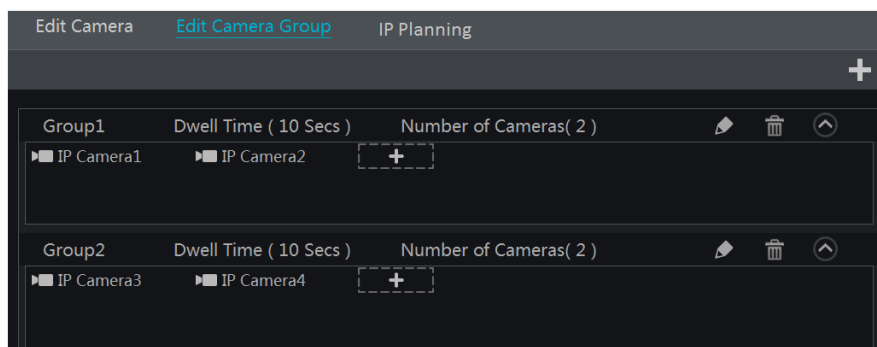 Edit Camera Edit Camera Group IP Planning
Group1 Dwell Time ( 10 Secs ) Number of Cameras( 2 )
IP Camera1 IP Camera2
Group2 Dwell Time ( 10 Secs ) Number of Cameras( 2 )
IP Camera3 IP Camera4